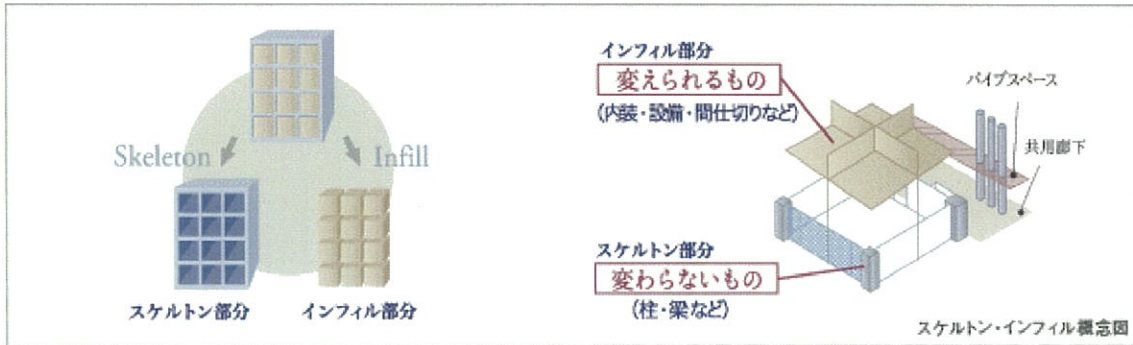 Skeleton
Infill
スケルトン部分
インフィル部分
インフィル部分
変えられるもの
(内装・設備・間仕切りなど)
パイプスペース
共用廊下
スケルトン部分
変わらないもの
(柱・梁など)
スケルトン・インフィル概念図